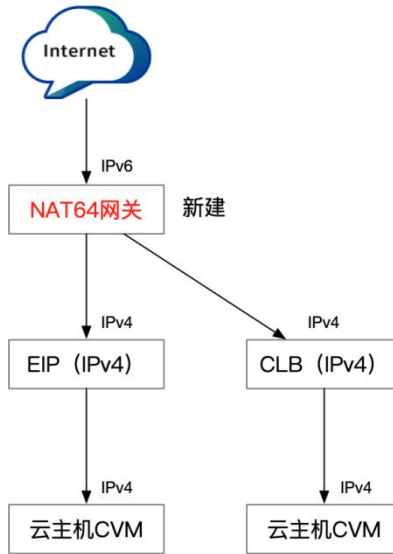 Internet
IPv6
NAT64网关
新建
IPv4
IPv4
EIP（IPv4）
CLB（IPv4）
IPv4
IPv4
云主机CVM
云主机CVM